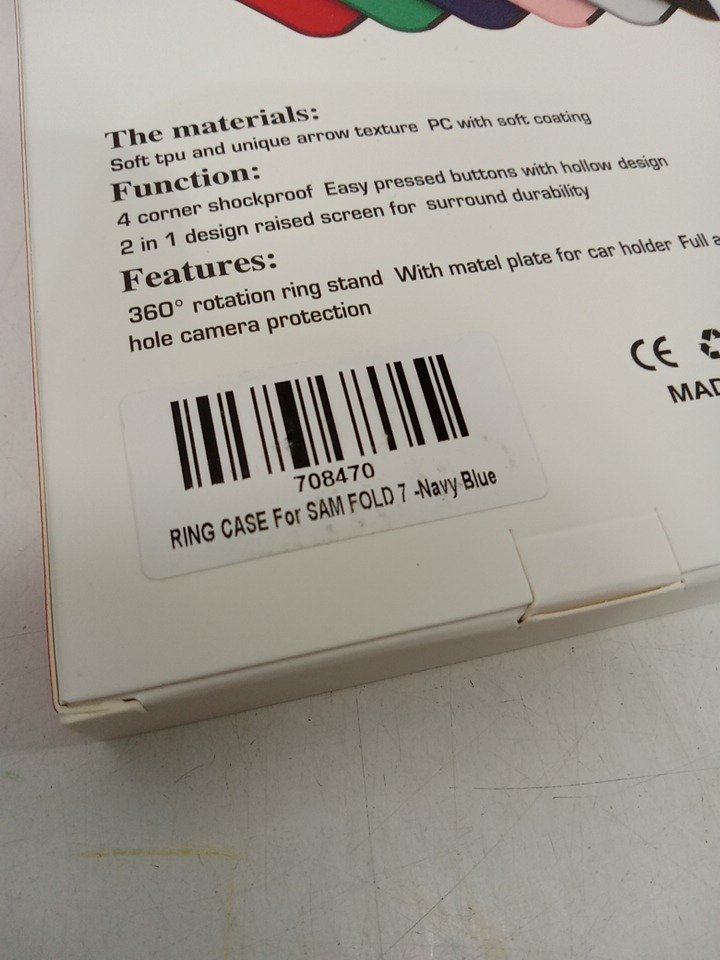 The materials:
Soft tpu and unique arrow texture PC with soft coating
Function:
4 corner shockproof Easy pressed buttons with hollow design
2 in 1 design raised screen for surround durability
Features:
360° rotation ring stand With matel plate for car holder Full
hole camera protection
CE
708470
RING CASE For SAM FOLD 7 -Navy Blue